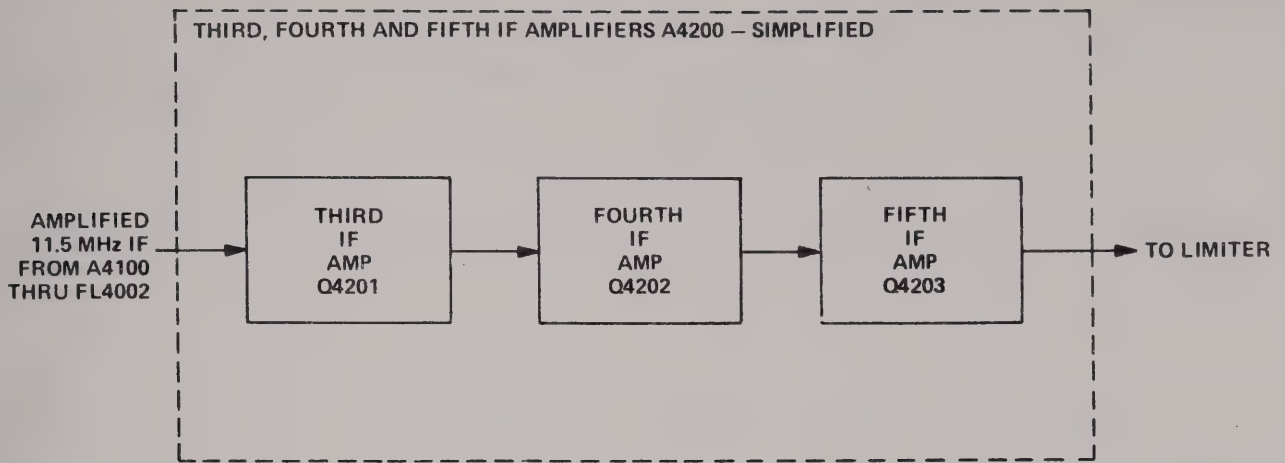 THIRD, FOURTH AND FIFTH IF AMPLIFIERS A4200 – SIMPLIFIED
AMPLIFIED
11.5 MHz IF
FROM A4100
THRU FL4002
THIRD
IF
AMP
Q4201
FOURTH
IF
AMP
Q4202
FIFTH
IF
AMP
Q4203
TO LIMITER